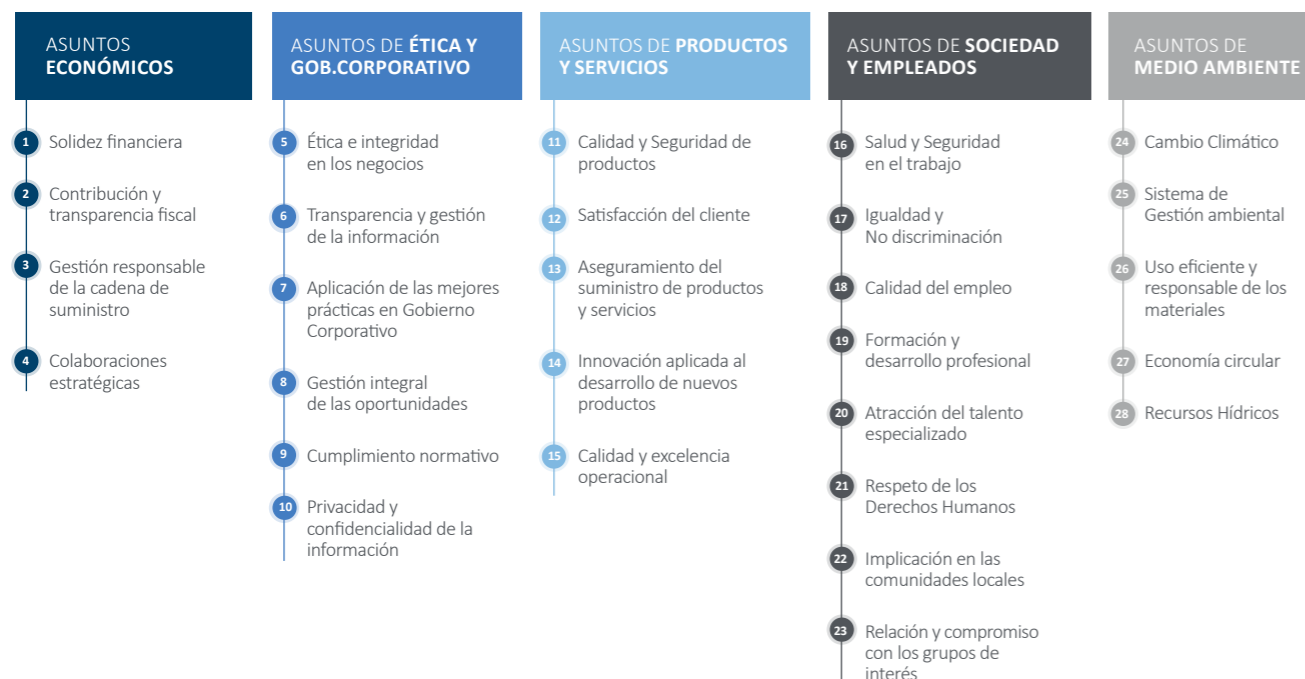 ASUNTOS
ECONÓMICOS
1
Solidez financiera
2
Contribución y
transparencia fiscal
3
Gestión responsable
de la cadena de
suministro
4
Colaboraciones
estratégicas
ASUNTOS DE ÉTICA Y
GOB.CORPORATIVO
5
Ética e integridad
en los negocios
6
Transparencia y gestión
de la información
7
Aplicación de las mejores
prácticas en Gobierno
Corporativo
8
Gestión integral
de las oportunidades
9
Cumplimiento normativo
10
Privacidad y
confidencialidad de la
información
ASUNTOS DE PRODUCTOS
Y SERVICIOS
11
Calidad y Seguridad de
productos
12
Satisfacción del cliente
13
Aseguramiento del
suministro de productos
y servicios
14
Innovación aplicada al
desarrollo de nuevos
productos
15
Calidad y excelencia
operacional
ASUNTOS DE SOCIEDAD
Y EMPLEADOS
16
Salud y Seguridad
en el trabajo
17
Igualdad y
No discriminación
18
Calidad del empleo
19
Formación y
desarrollo profesional
20
Atracción del talento
especializado
21
Respeto de los
Derechos Humanos
22
Implicación en las
comunidades locales
23
Relación y compromiso
con los grupos de
interés
ASUNTOS DE
MEDIO AMBIENTE
24
Cambio Climático
25
Sistema de
Gestión ambiental
26
Uso eficiente y
responsable de los
materiales
27
Economía circular
28
Recursos Hídricos